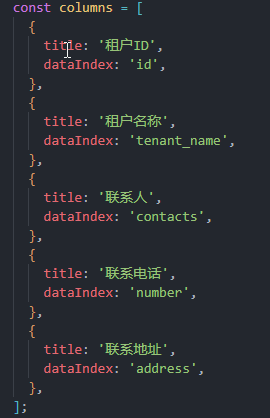 const columns = [
{
title: '租户ID',
dataIndex: 'id',
},
{
title: '租户名称',
dataIndex: 'tenant_name',
},
{
title: '联系人',
dataIndex: 'contacts',
},
{
title: '联系电话',
dataIndex: 'number',
},
{
title: '联系地址',
dataIndex: 'address',
},
];